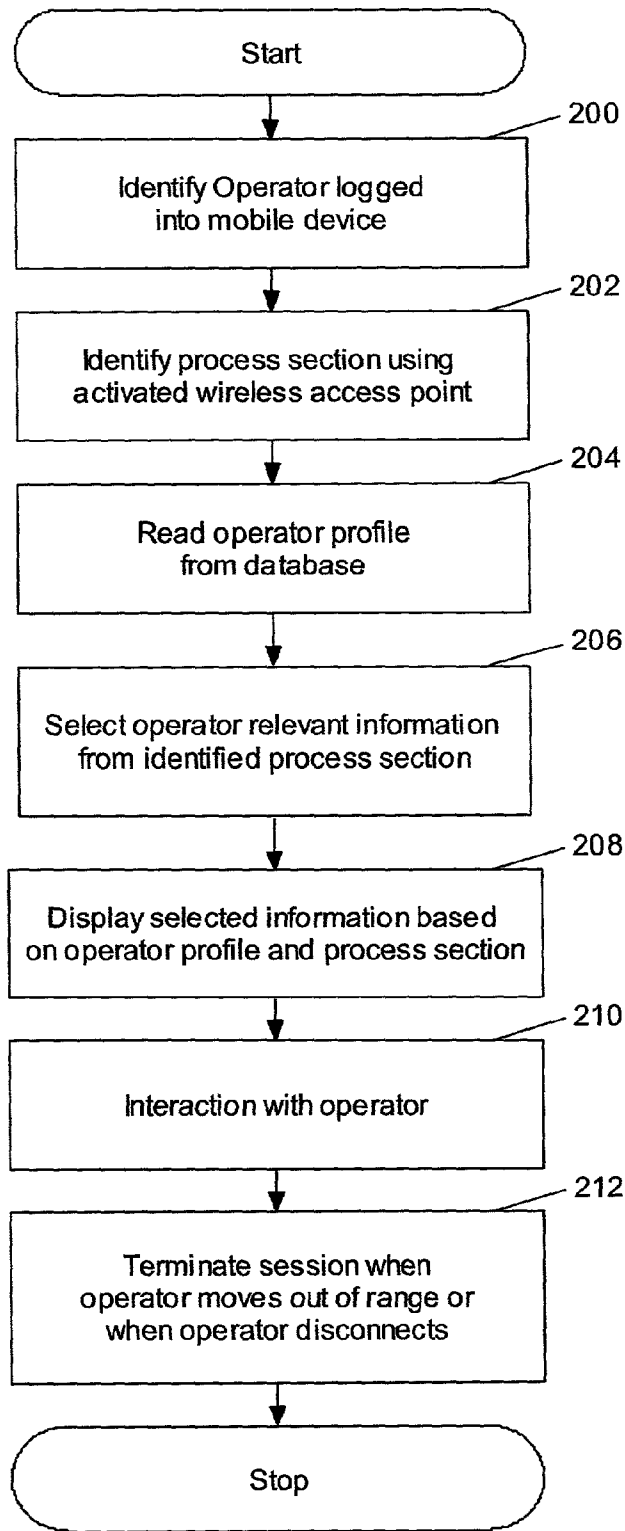 Start
200
Identify Operator logged
into mobile device
202
Identify process section using
activated wireless access point
204
Read operator profile
from database
206
Select operator relevant information
from identified process section
208
Display selected information based
on operator profile and process section
210
Interaction with operator
212
Terminate session when
operator moves out of range or
when operator disconnects
Stop